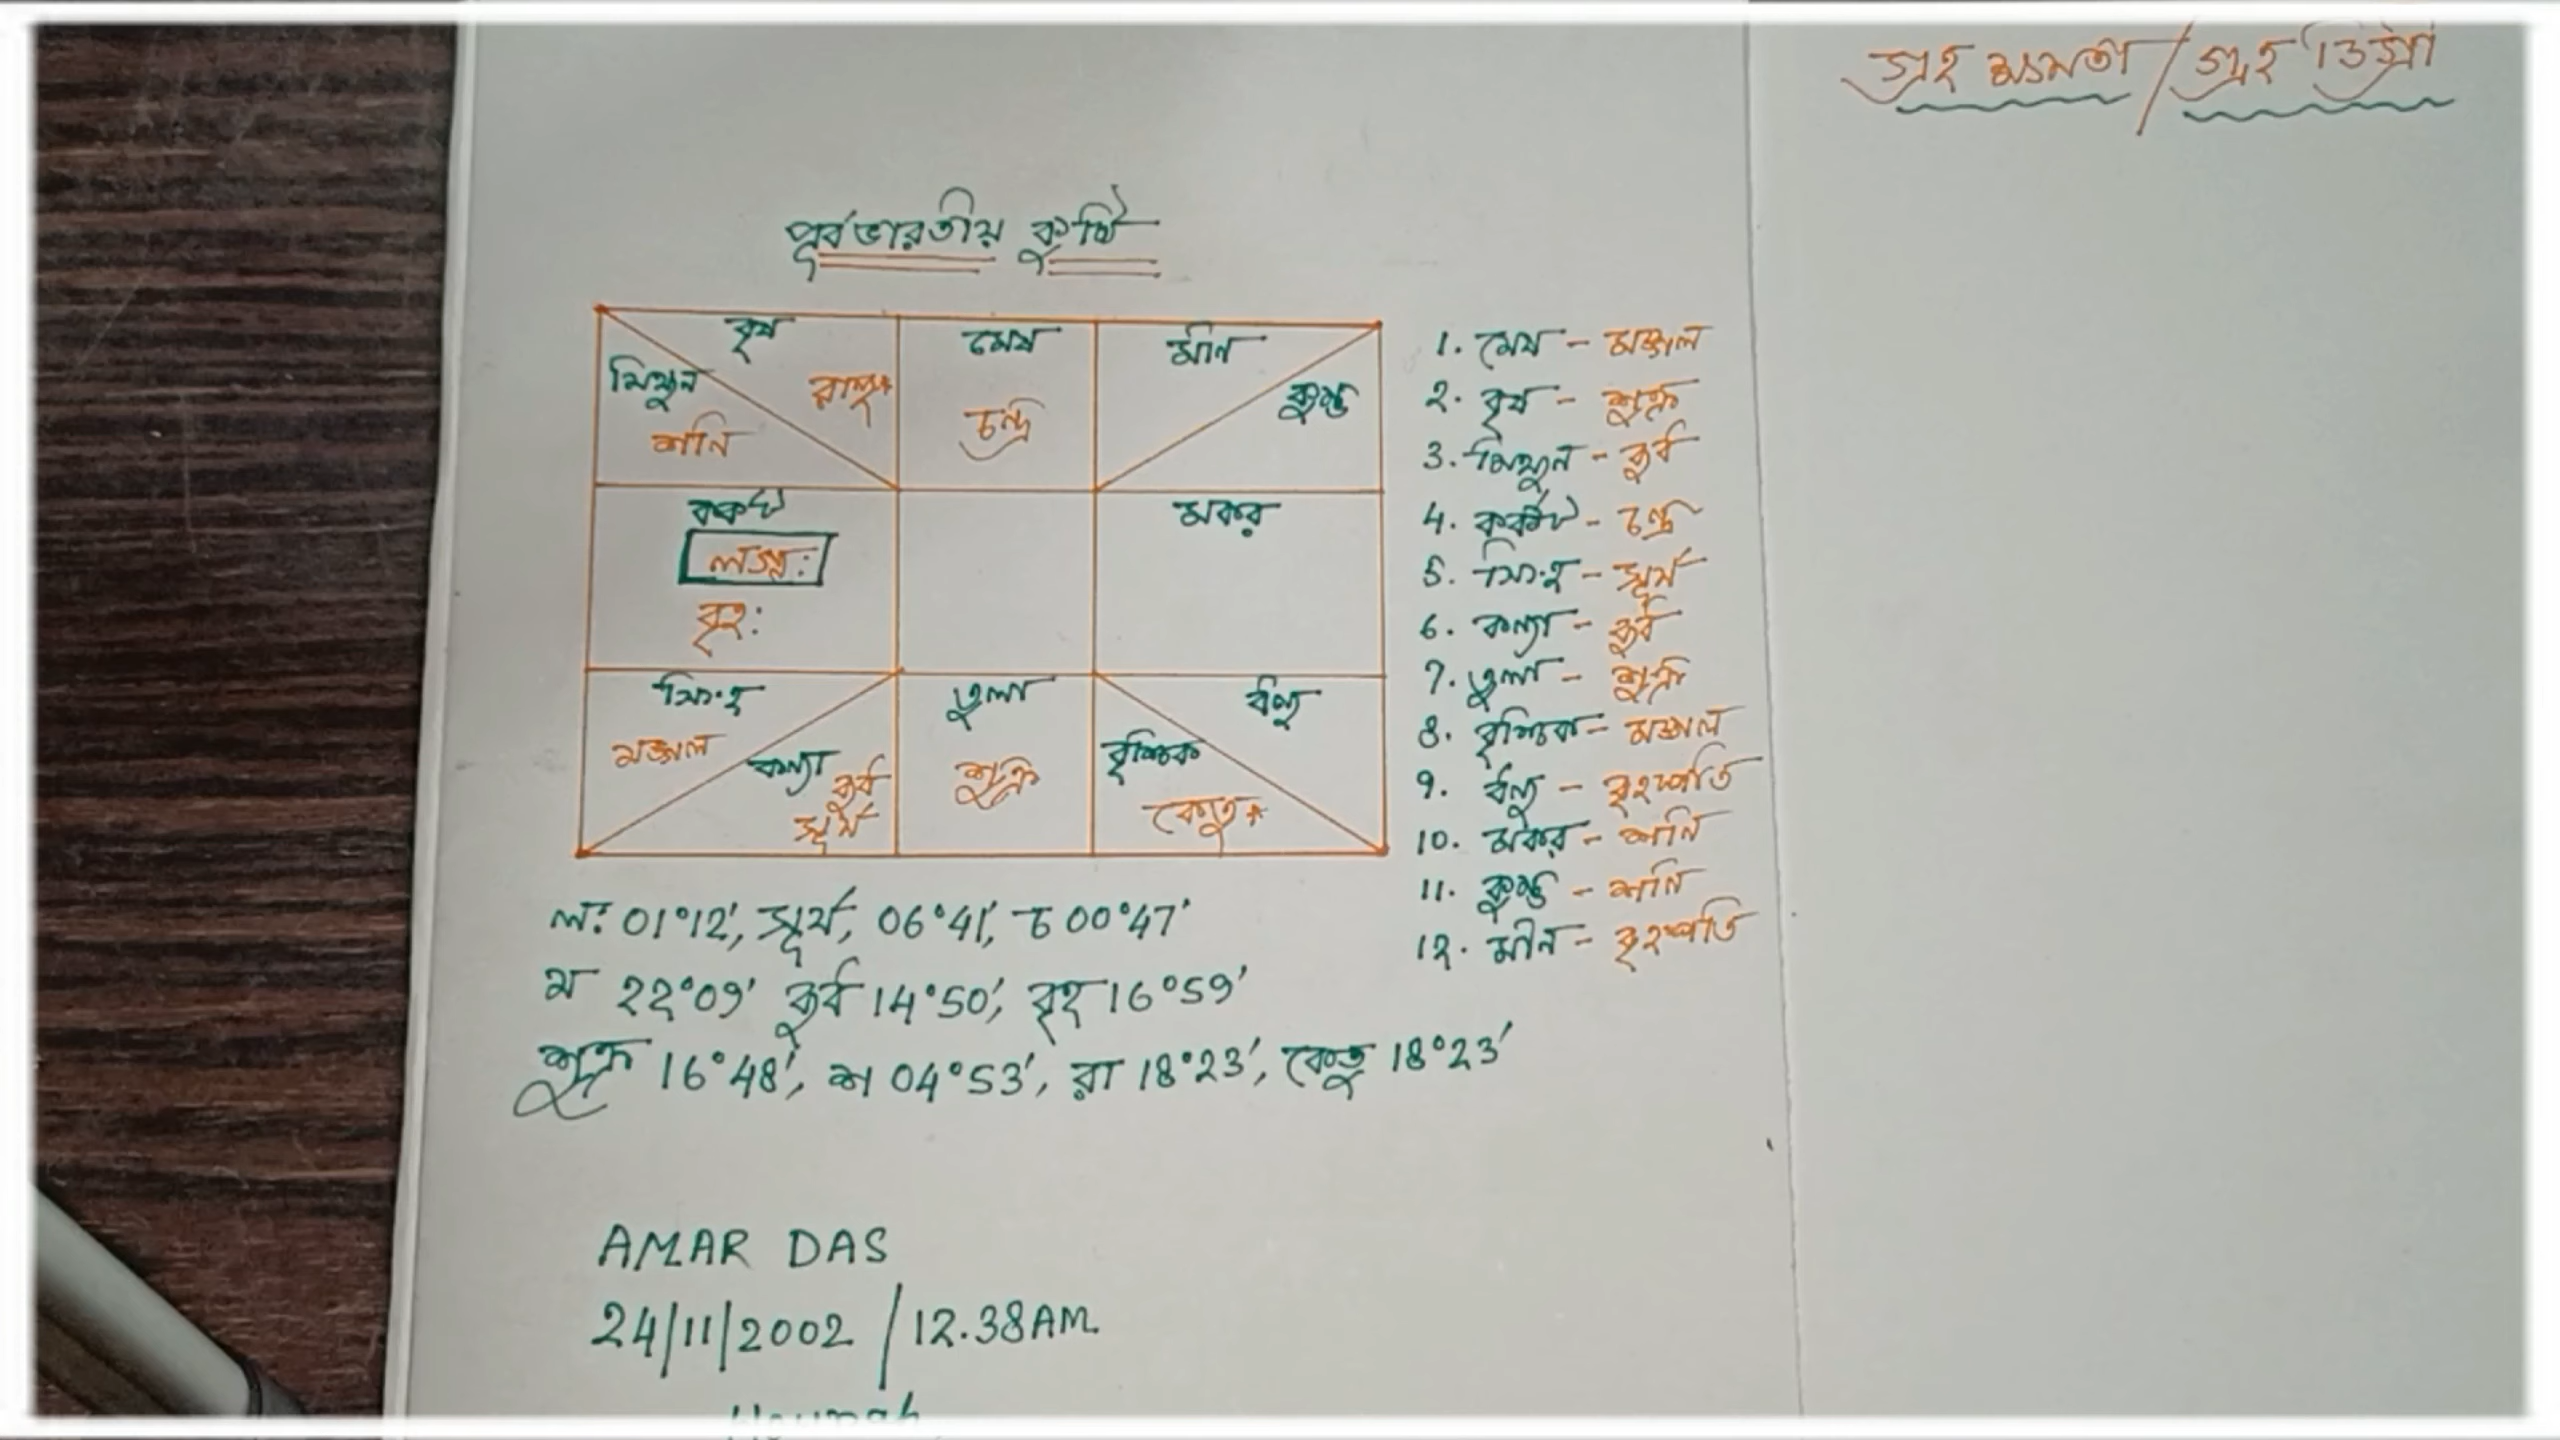 গ্রহ ক্ষমতা / গ্রহ ডিগ্রী
পূর্বভারতীয় কুষ্ঠি
বৃষ
রাহু*
মিথুন
শনি
মেষ
চন্দ্র
মীন
কুম্ভ
কর্কট
লগ্ন:
বৃহ:
মকর
সিংহ
মঙ্গল
কন্যা
বুধ
সূর্য
তুলা
শুক্র
ধনু
বৃশ্চিক
কেতু*
1. মেষ - মঙ্গল
2. বৃষ - শুক্র
3. মিথুন - বুধ
4. কর্কট - চন্দ্র
5. সিংহ - সূর্য
6. কন্যা - বুধ
7. তুলা - শুক্র
8. বৃশ্চিক - মঙ্গল
9. ধনু - বৃহস্পতি
10. মকর - শনি
11. কুম্ভ - শনি
12. মীন - বৃহস্পতি
ল: 01°12', সূর্য, 06°41', চ 00°47'
ম 22°09' বুধ 14°50', বৃহ 16°59'
শুক্র 16°48', শ 04°53', রা 18°23', কেতু 18°23'
AMAR DAS
24/11/2002 / 12.38AM